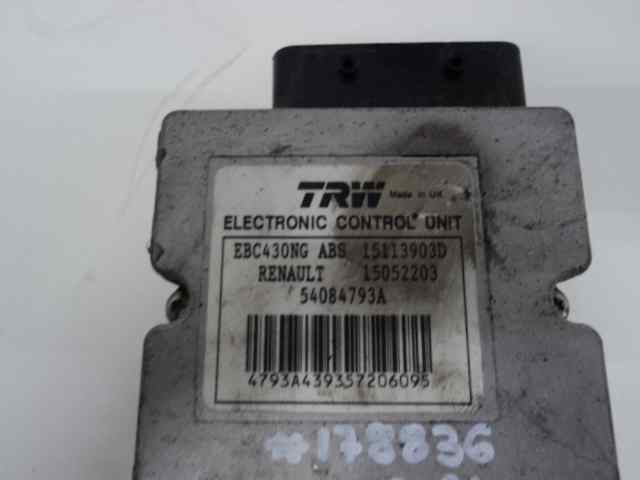 TRW Made in UK
ELECTRONIC CONTROL UNIT
EBC430NG ABS 15113903D
RENAULT 15052203
54084793A
4793A439357206095
*178836